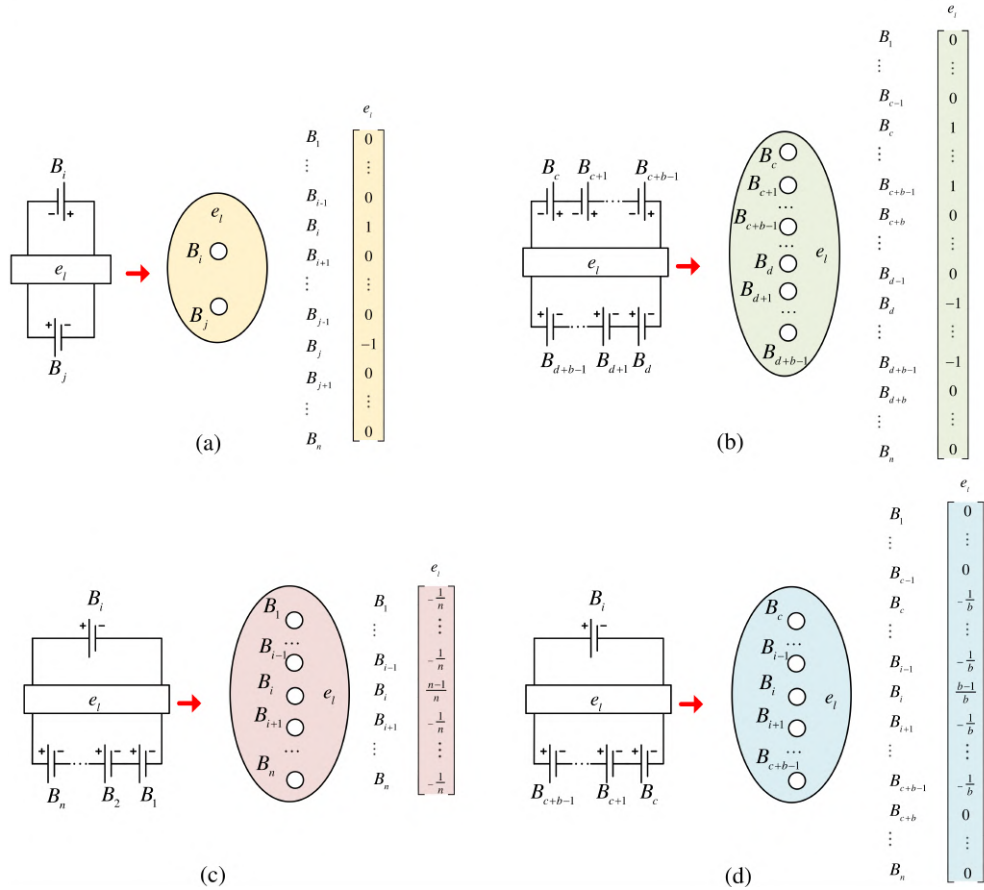 B_i
- +
e_l
+ -
B_j
e_l
B_i
B_j
e_l
B_1 0
⋮ ⋮
B_{i-1} 0
B_i 1
B_{i+1} 0
⋮ ⋮
B_{j-1} 0
B_j −1
B_{j+1} 0
⋮ ⋮
B_n 0
(a)
B_c B_{c+1} B_{c+b−1}
- + - + ...... - +
e_l
+ - ...... + - + -
B_{d+b−1} B_{d+1} B_d
B_c
B_{c+1}
...
B_{c+b−1}
...
B_d e_l
B_{d+1}
...
B_{d+b−1}
e_l
B_1 0
⋮ ⋮
B_{c−1} 0
B_c 1
⋮ ⋮
B_{c+b−1} 1
B_{c+b} 0
⋮ ⋮
B_{d−1} 0
B_d −1
⋮ ⋮
B_{d+b−1} −1
B_{d+b} 0
⋮ ⋮
B_n 0
(b)
B_i
+ -
e_l
+ - ...... + - + -
B_n B_2 B_1
B_1
...
B_{i−1}
B_i e_l
B_{i+1}
...
B_n
e_l
B_1 -1/n
⋮ ⋮
B_{i−1} -1/n
B_i n−1/n
B_{i+1} -1/n
⋮ ⋮
B_n -1/n
(c)
B_i
+ -
e_l
+ - ...... + - + -
B_{c+b−1} B_{c+1} B_c
B_c
...
B_{i−1}
B_i e_l
B_{i+1}
...
B_{c+b−1}
e_l
B_1 0
⋮ ⋮
B_{c−1} 0
B_c -1/b
⋮ ⋮
B_{i−1} -1/b
B_i b−1/b
B_{i+1} -1/b
⋮ ⋮
B_{c+b−1} -1/b
B_{c+b} 0
⋮ ⋮
B_n 0
(d)